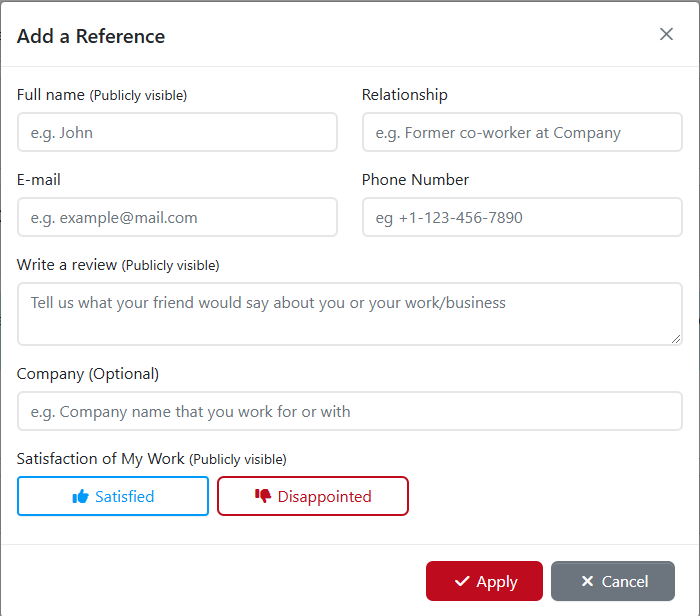 Add a Reference
Full name (Publicly visible)
Relationship
e.g. John
e.g. Former co-worker at Company
E-mail
Phone Number
e.g. example@mail.com
eg +1-123-456-7890
Write a review (Publicly visible)
Tell us what your friend would say about you or your work/business
Company (Optional)
e.g. Company name that you work for or with
Satisfaction of My Work (Publicly visible)
Satisfied
Disappointed
Apply
Cancel